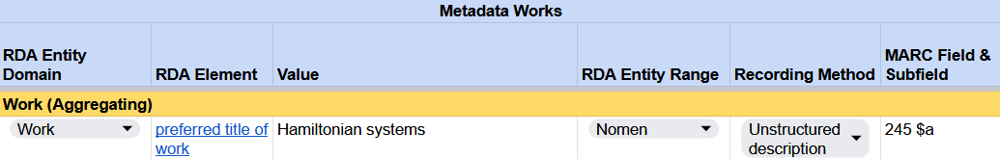 Metadata Works
RDA Entity Domain RDA Element Value RDA Entity Range Recording Method MARC Field & Subfield
Work (Aggregating)
Work preferred title of work Hamiltonian systems Nomen Unstructured description 245 $a